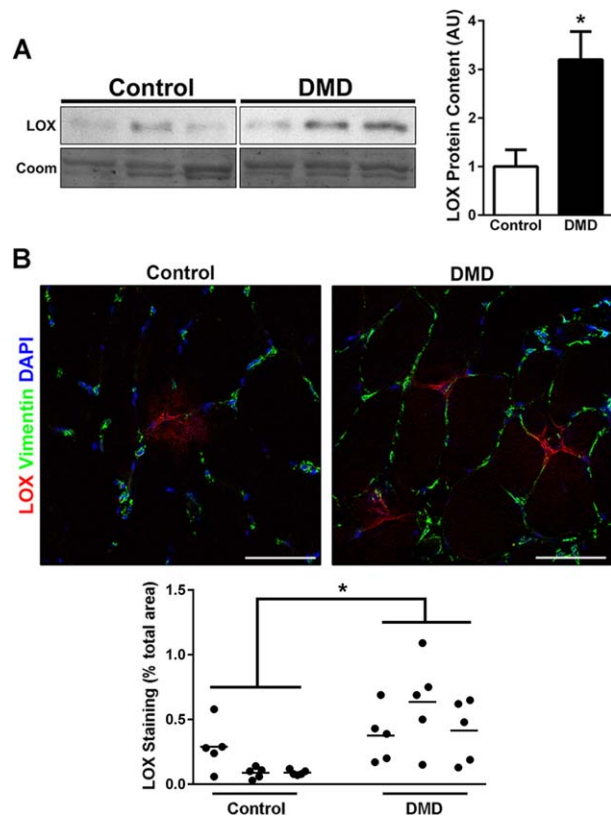 A
Control DMD
LOX
Coom
LOX Protein Content (AU)
4
3
2
1
0
*
Control DMD
B
Control DMD
LOX Vimentin DAPI
LOX Staining (% total area)
1.5
1.0
0.5
0.0
*
Control DMD